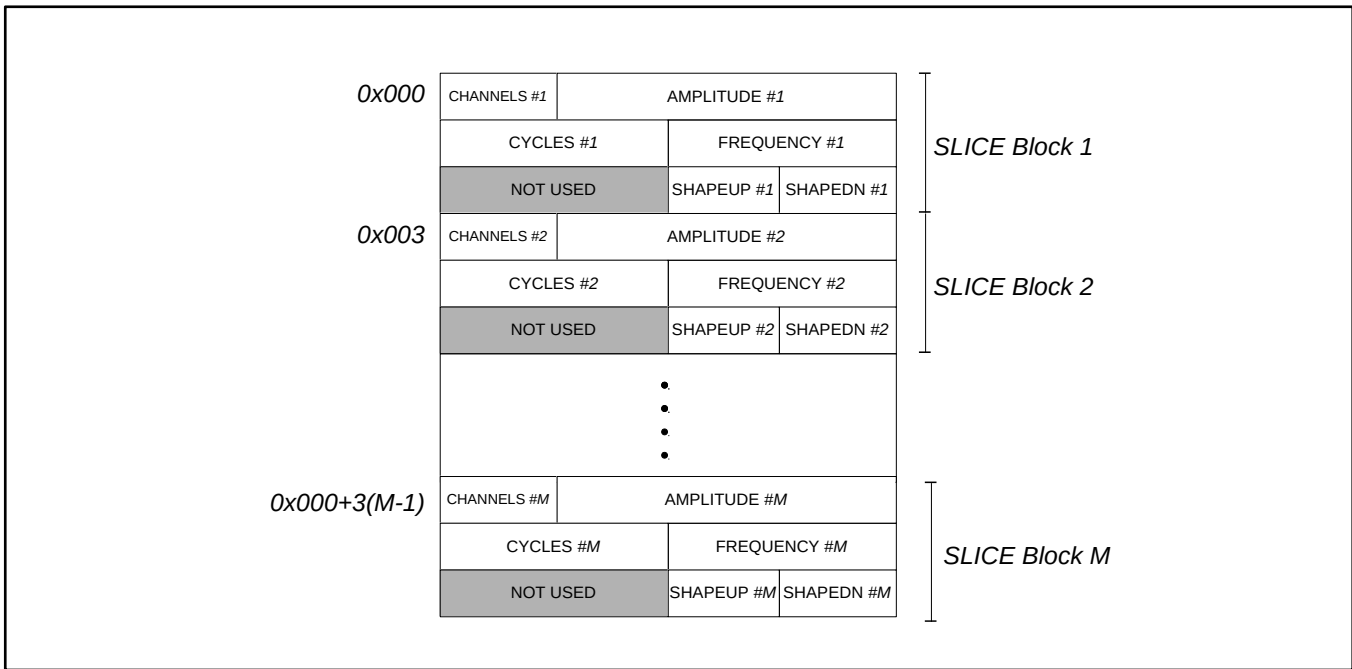 0x000 CHANNELS #1 AMPLITUDE #1
CYCLES #1 FREQUENCY #1 SLICE Block 1
NOT USED SHAPEUP #1 SHAPEDN #1
0x003 CHANNELS #2 AMPLITUDE #2
CYCLES #2 FREQUENCY #2 SLICE Block 2
NOT USED SHAPEUP #2 SHAPEDN #2
0x000+3(M-1) CHANNELS #M AMPLITUDE #M
CYCLES #M FREQUENCY #M SLICE Block M
NOT USED SHAPEUP #M SHAPEDN #M